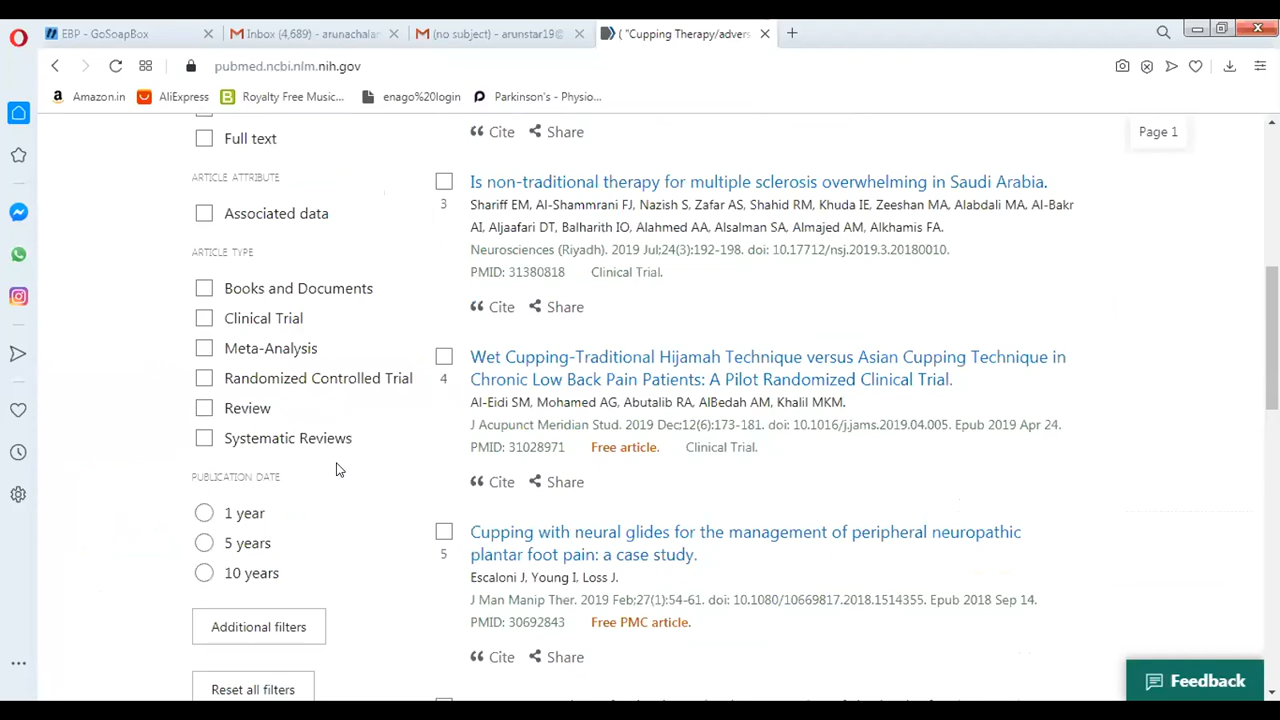 EBP - GoSoapBox
Inbox (4,689) - arunachalan
(no subject) - arunstar19@
( "Cupping Therapy/advers
pubmed.ncbi.nlm.nih.gov
Amazon.in
AliExpress
Royalty Free Music...
enago%20login
Parkinson's - Physio...
Full text
ARTICLE ATTRIBUTE
Associated data
ARTICLE TYPE
Books and Documents
Clinical Trial
Meta-Analysis
Randomized Controlled Trial
Review
Systematic Reviews
PUBLICATION DATE
1 year
5 years
10 years
Additional filters
Reset all filters
Cite Share
Page 1
Is non-traditional therapy for multiple sclerosis overwhelming in Saudi Arabia.
3
Shariff EM, Al-Shammrani FJ, Nazish S, Zafar AS, Shahid RM, Khuda IE, Zeeshan MA, Alabdali MA, Al-Bakr
AI, Aljaafari DT, Balharith IO, Alahmed AA, Alsalman SA, Almajed AM, Alkhamis FA.
Neurosciences (Riyadh). 2019 Jul;24(3):192-198. doi: 10.17712/nsj.2019.3.20180010.
PMID: 31380818 Clinical Trial.
Cite Share
Wet Cupping-Traditional Hijamah Technique versus Asian Cupping Technique in
4
Chronic Low Back Pain Patients: A Pilot Randomized Clinical Trial.
Al-Eidi SM, Mohamed AG, Abutalib RA, AlBedah AM, Khalil MKM.
J Acupunct Meridian Stud. 2019 Dec;12(6):173-181. doi: 10.1016/j.jams.2019.04.005. Epub 2019 Apr 24.
PMID: 31028971 Free article. Clinical Trial.
Cite Share
Cupping with neural glides for the management of peripheral neuropathic
5
plantar foot pain: a case study.
Escaloni J, Young I, Loss J.
J Man Manip Ther. 2019 Feb;27(1):54-61. doi: 10.1080/10669817.2018.1514355. Epub 2018 Sep 14.
PMID: 30692843 Free PMC article.
Cite Share
Feedback